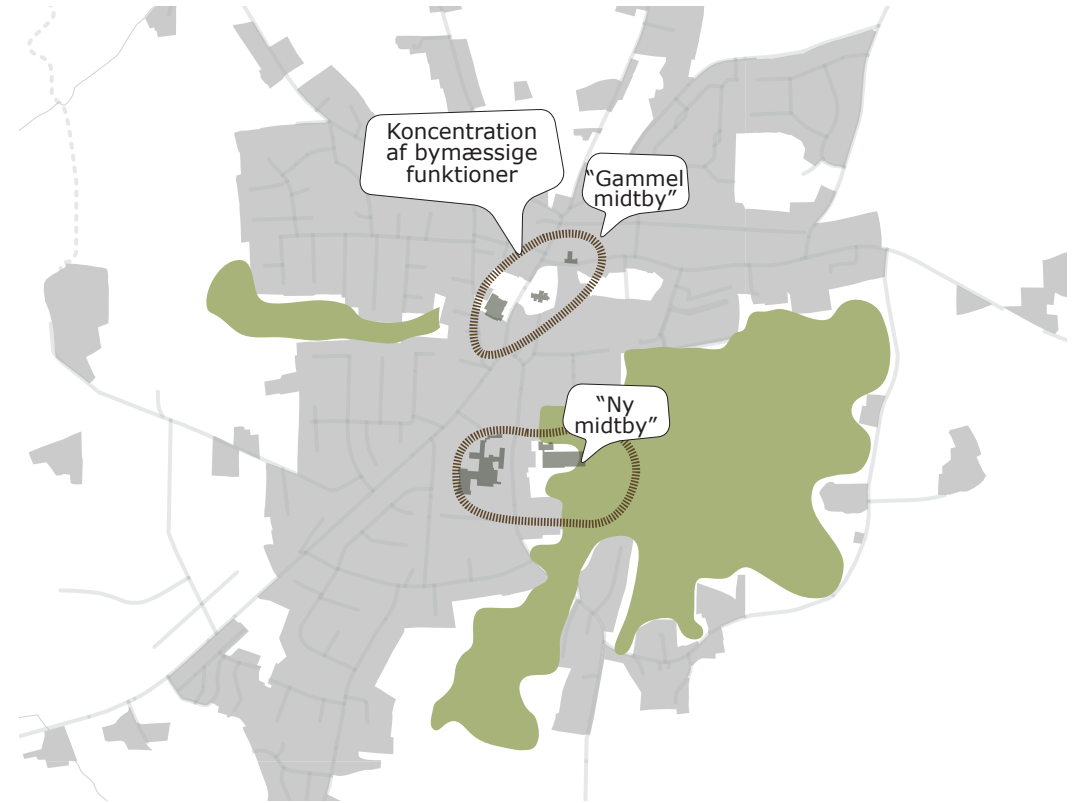 Koncentration
af bymæssige
funktioner
“Gammel
midtby”
“Ny
midtby”